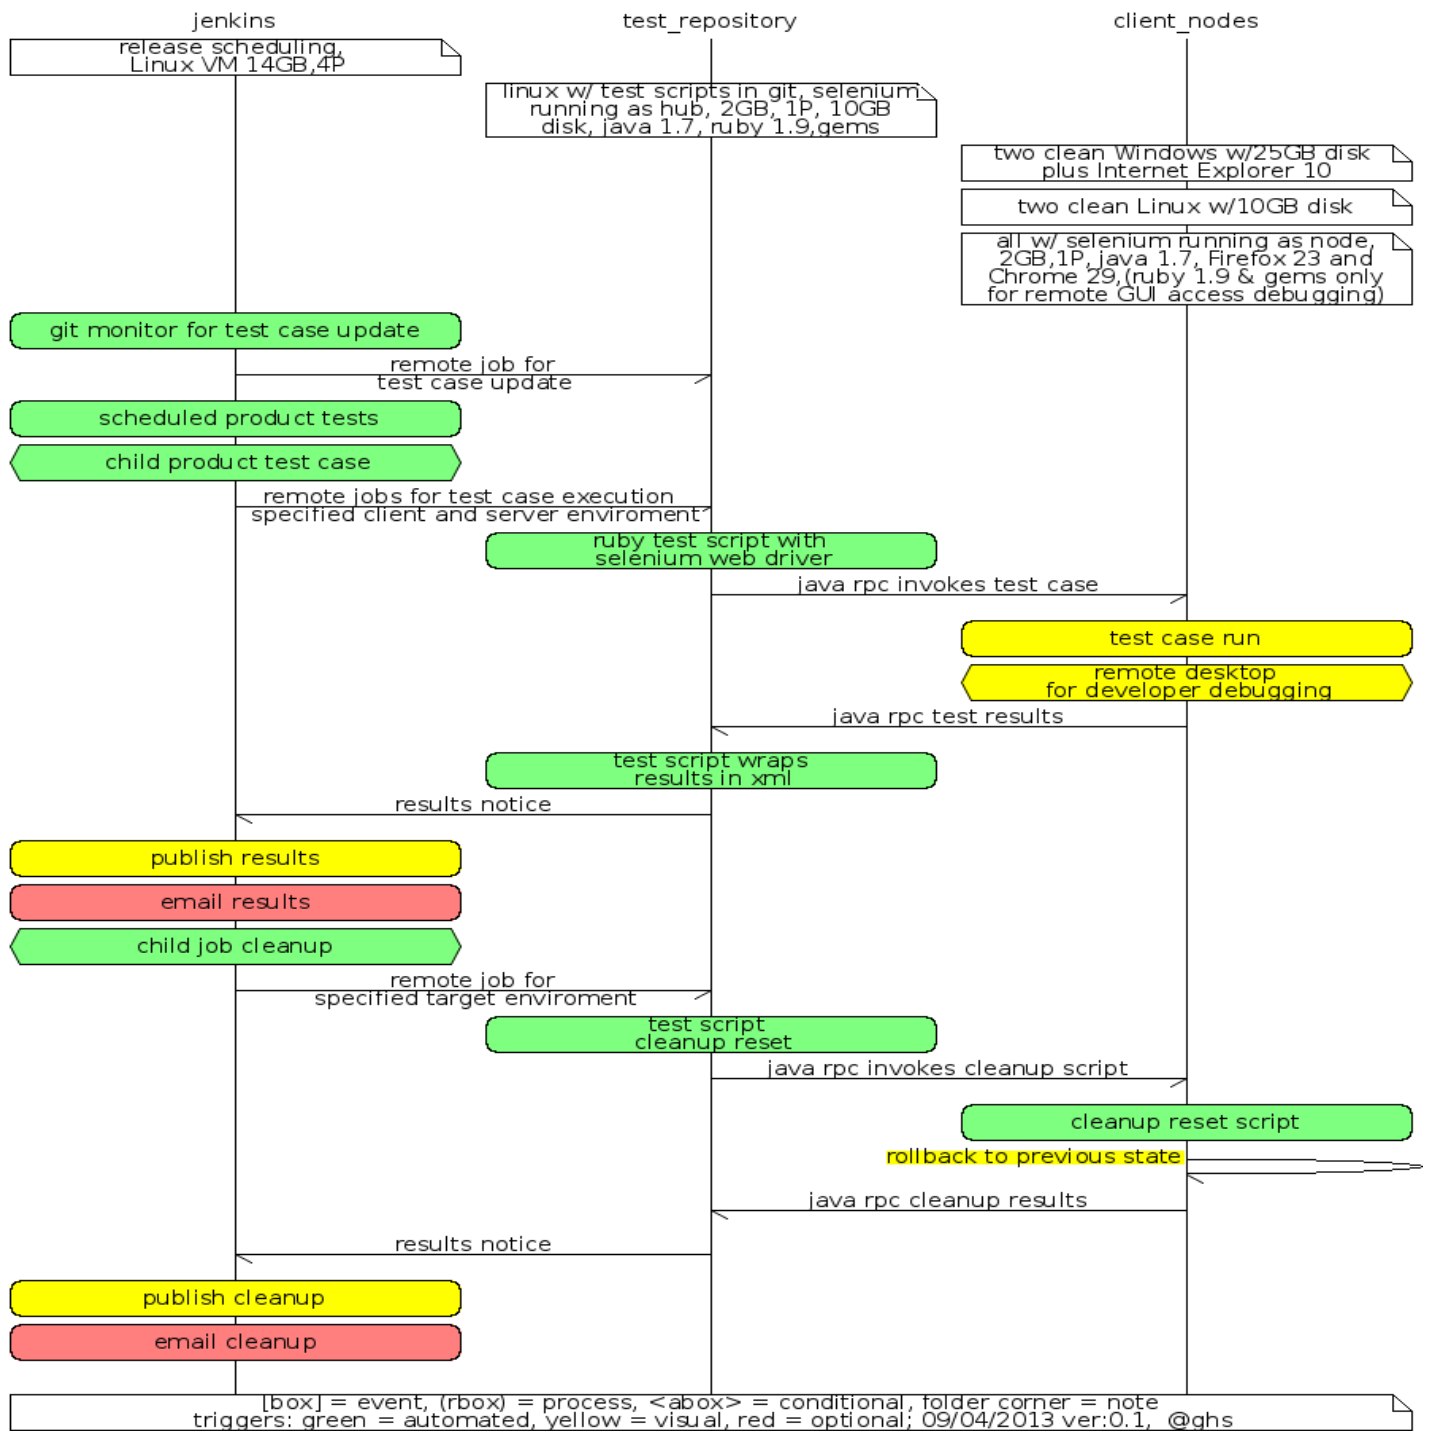 jenkins test_repository client_nodes
release scheduling,
Linux VM 14GB,4P
linux w/ test scripts in git, selenium
running as hub, 2GB, 1P, 10GB
disk, java 1.7, ruby 1.9,gems
two clean Windows w/25GB disk
plus Internet Explorer 10
two clean Linux w/10GB disk
all w/ selenium running as node,
2GB,1P, java 1.7, Firefox 23 and
Chrome 29,(ruby 1.9 & gems only
for remote GUI access debugging)
git monitor for test case update
remote job for
test case update
scheduled product tests
child product test case
remote jobs for test case execution
specified client and server enviroment
ruby test script with
selenium web driver
java rpc invokes test case
test case run
remote desktop
for developer debugging
java rpc test results
test script wraps
results in xml
results notice
publish results
email results
child job cleanup
remote job for
specified target enviroment
test script
cleanup reset
java rpc invokes cleanup script
cleanup reset script
rollback to previous state
java rpc cleanup results
results notice
publish cleanup
email cleanup
[box] = event, (rbox) = process, <abox> = conditional, folder corner = note
triggers: green = automated, yellow = visual, red = optional; 09/04/2013 ver:0.1, @ghs